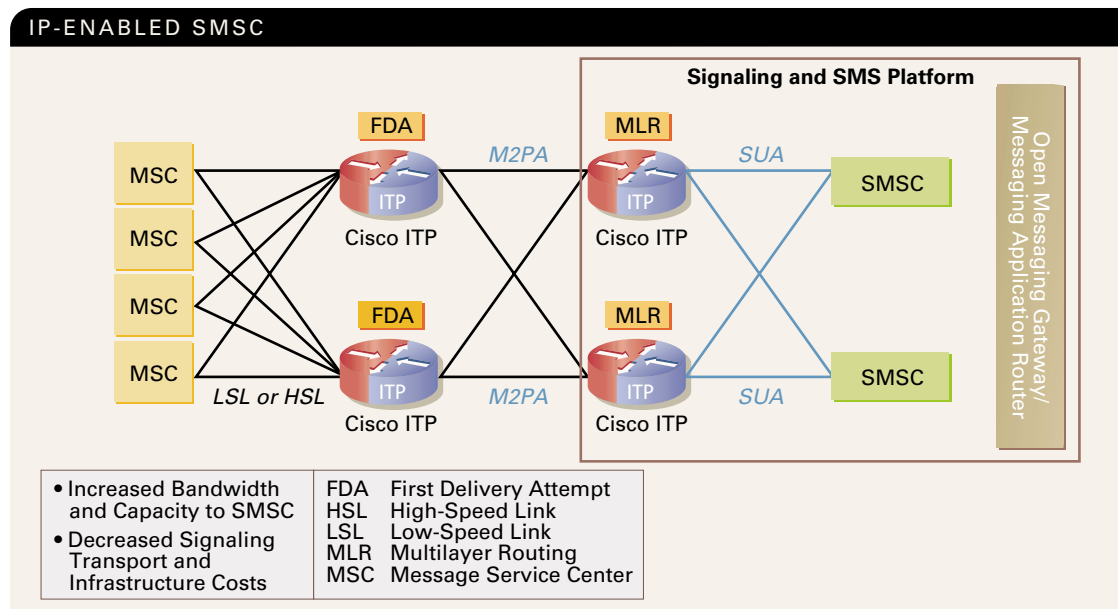 IP-ENABLED SMSC
Signaling and SMS Platform
FDA
MLR
MSC
MSC
MSC
MSC
ITP
Cisco ITP
M2PA
ITP
Cisco ITP
SUA
SMSC
FDA
MLR
LSL or HSL
ITP
Cisco ITP
M2PA
ITP
Cisco ITP
SUA
SMSC
Open Messaging Gateway/
Messaging Application Router
• Increased Bandwidth
and Capacity to SMSC
• Decreased Signaling
Transport and
Infrastructure Costs
FDA First Delivery Attempt
HSL High-Speed Link
LSL Low-Speed Link
MLR Multilayer Routing
MSC Message Service Center